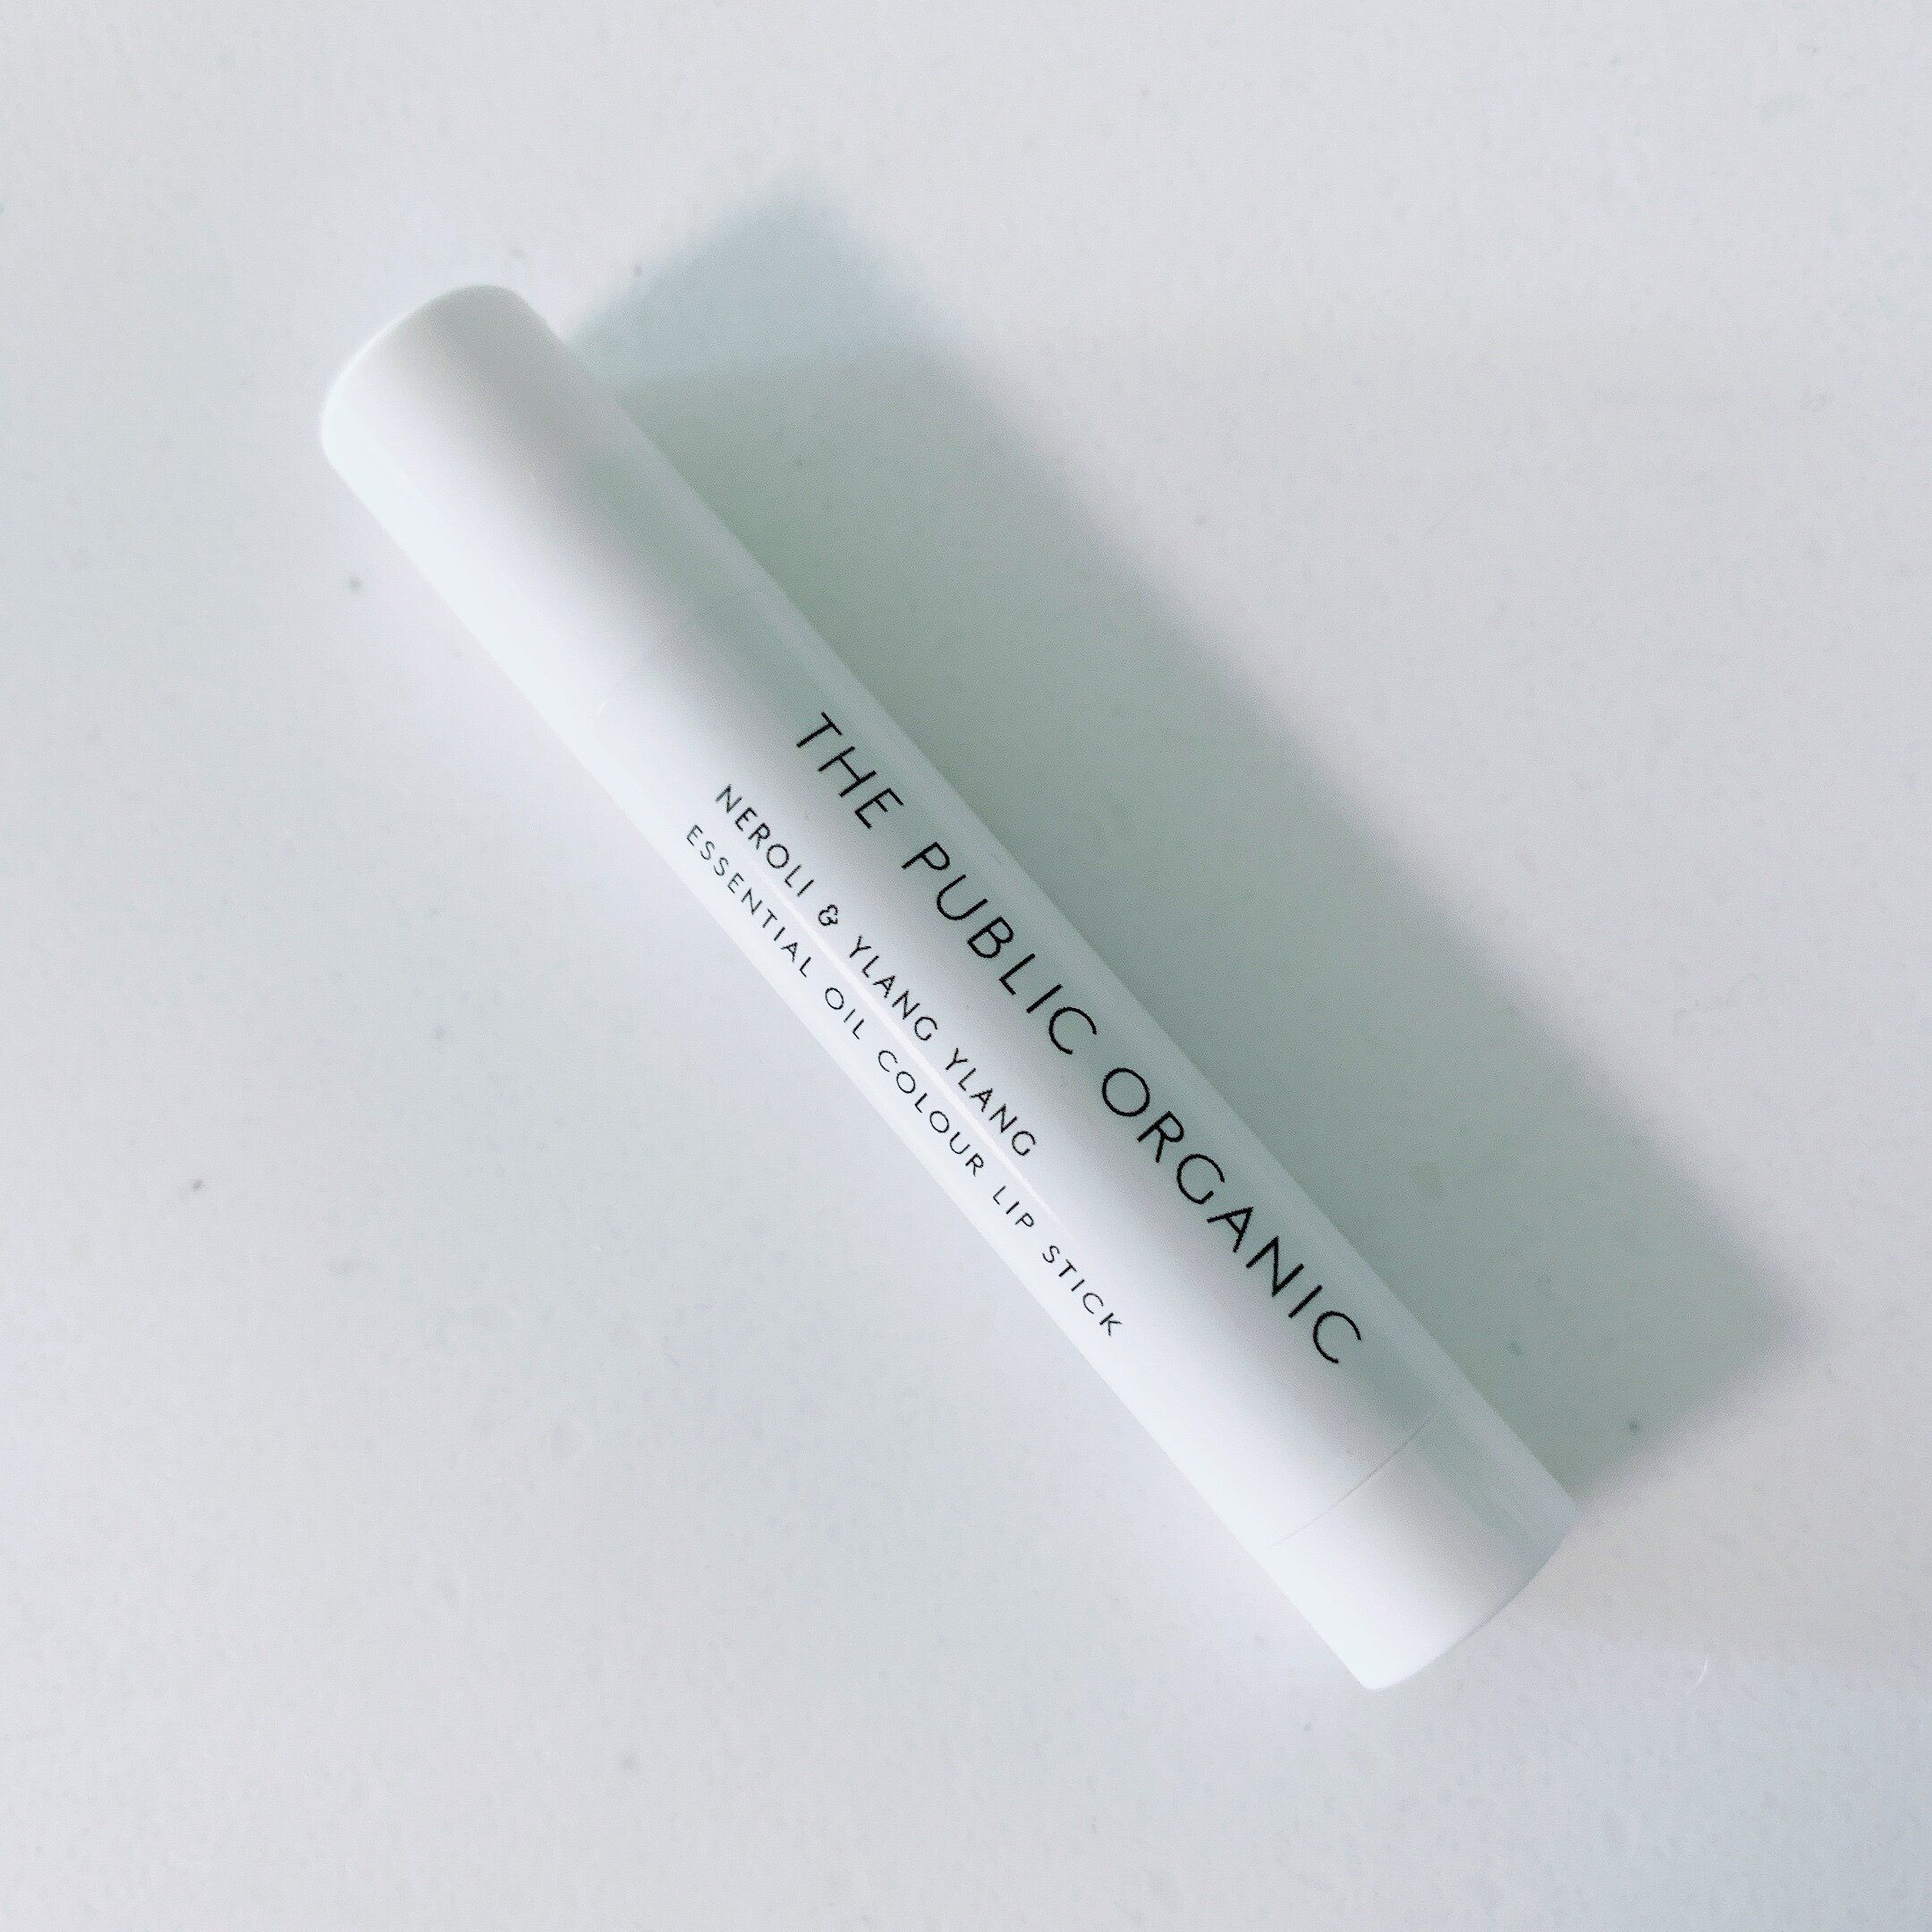 THE PUBLIC ORGANIC
NEROLI & YLANG YLANG
ESSENTIAL OIL COLOUR LIP STICK